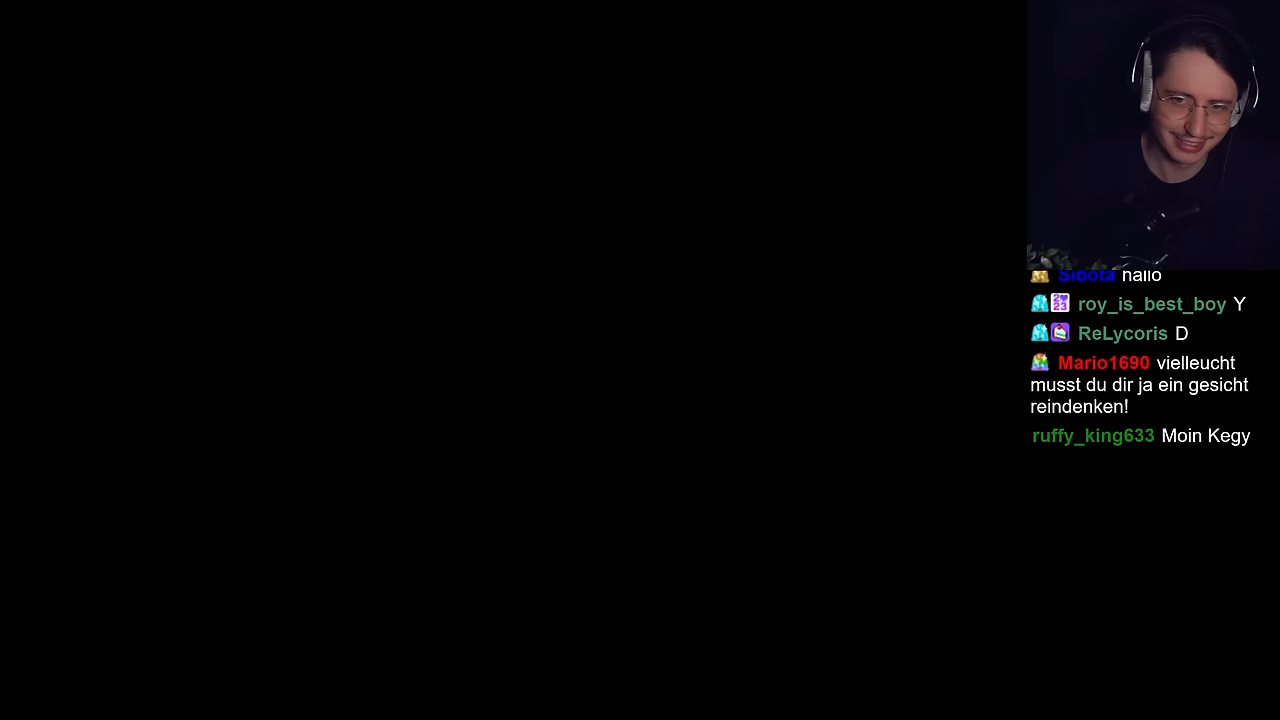 Sibota hallo
roy_is_best_boy Y
ReLycoris D
Mario1690 vielleucht
musst du dir ja ein gesicht
reindenken!
ruffy_king633 Moin Kegy